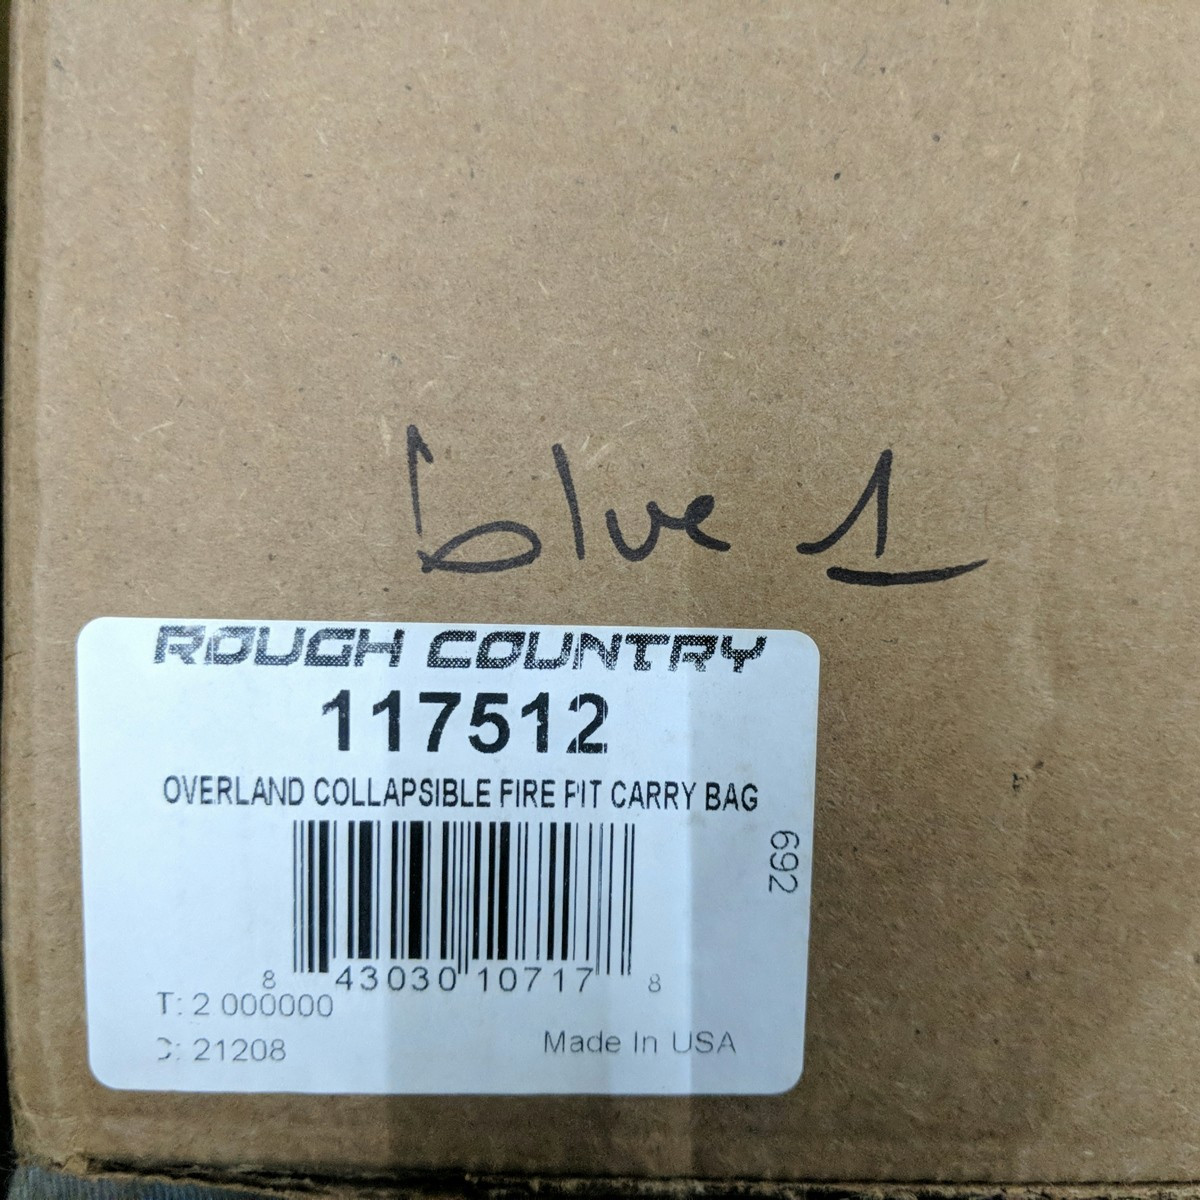 blue 1
ROUGH COUNTRY
117512
OVERLAND COLLAPSIBLE FIRE PIT CARRY BAG
692
8 43030 10717 8
T: 2.000000
C: 21208
Made In USA